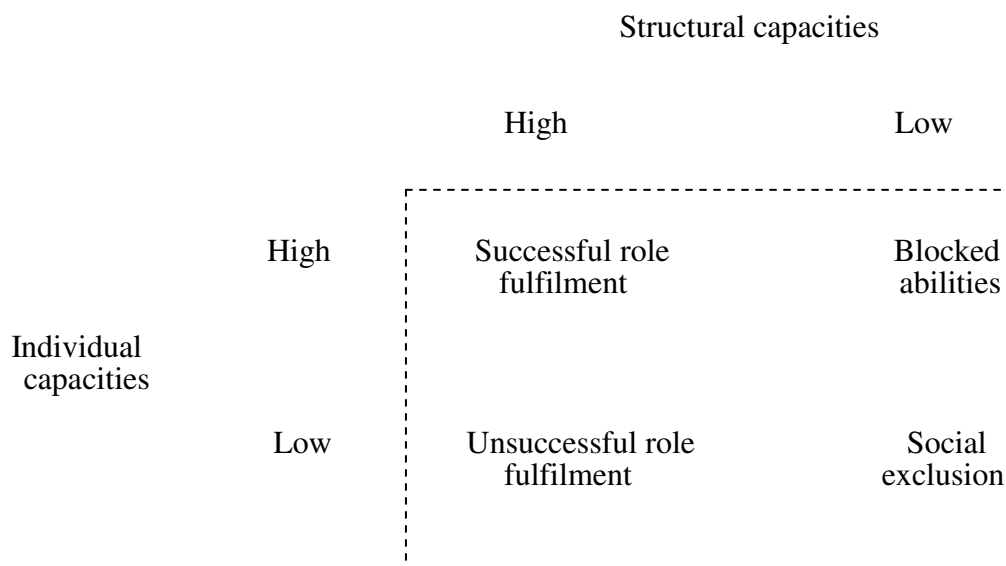 Structural capacities
High Low
High Successful role Blocked
fulfilment abilities
Individual
capacities
Low Unsuccessful role Social
fulfilment exclusion